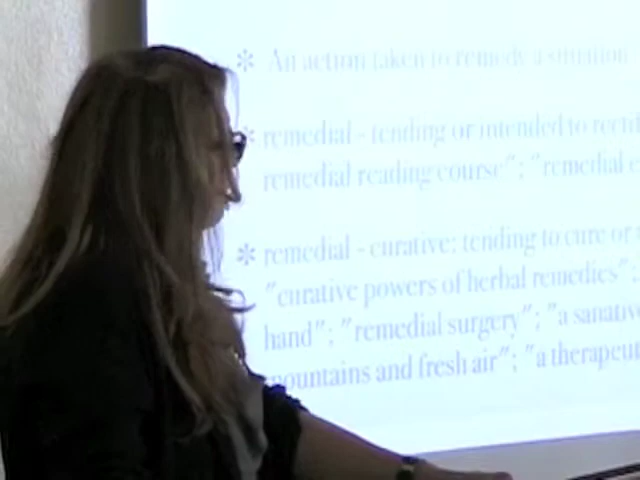 * An action taken to remedy a situation
* remedial - tending or intended to rectif
remedial reading course"; "remedial e
* remedial - curative: tending to cure or
"curative powers of herbal remedies";
hand"; "remedial surgery"; "a sanative
mountains and fresh air"; "a therapeut